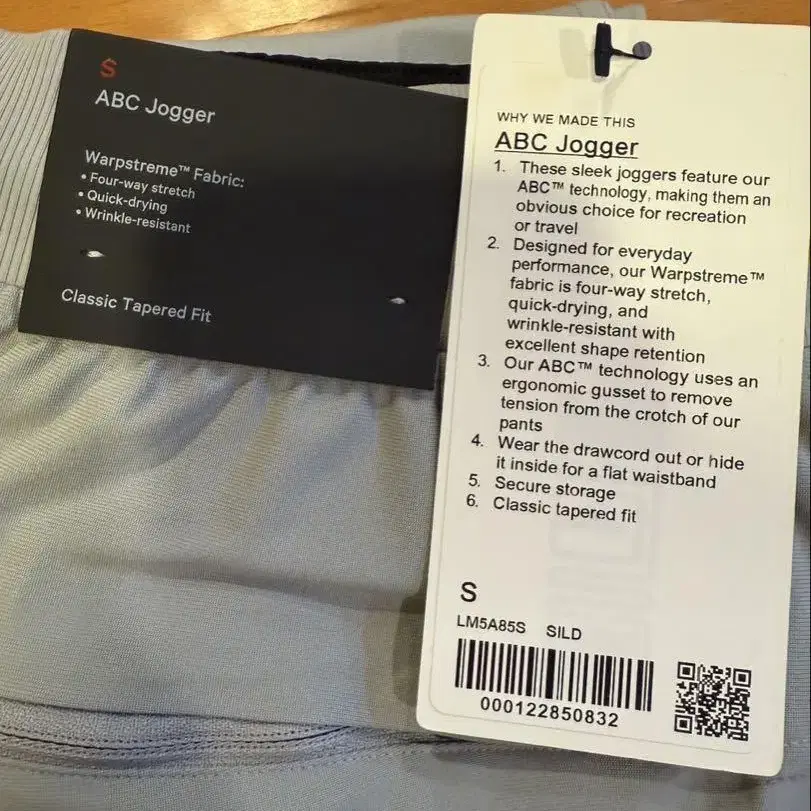 S
ABC Jogger
Warpstreme™ Fabric:
• Four-way stretch
• Quick-drying
• Wrinkle-resistant
Classic Tapered Fit
WHY WE MADE THIS
ABC Jogger
1. These sleek joggers feature our
ABC™ technology, making them an
obvious choice for recreation
or travel
2. Designed for everyday
performance, our Warpstreme™
fabric is four-way stretch,
quick-drying, and
wrinkle-resistant with
excellent shape retention
3. Our ABC™ technology uses an
ergonomic gusset to remove
tension from the crotch of our
pants
4. Wear the drawcord out or hide
it inside for a flat waistband
5. Secure storage
6. Classic tapered fit
S
LM5A85S SILD
000122850832